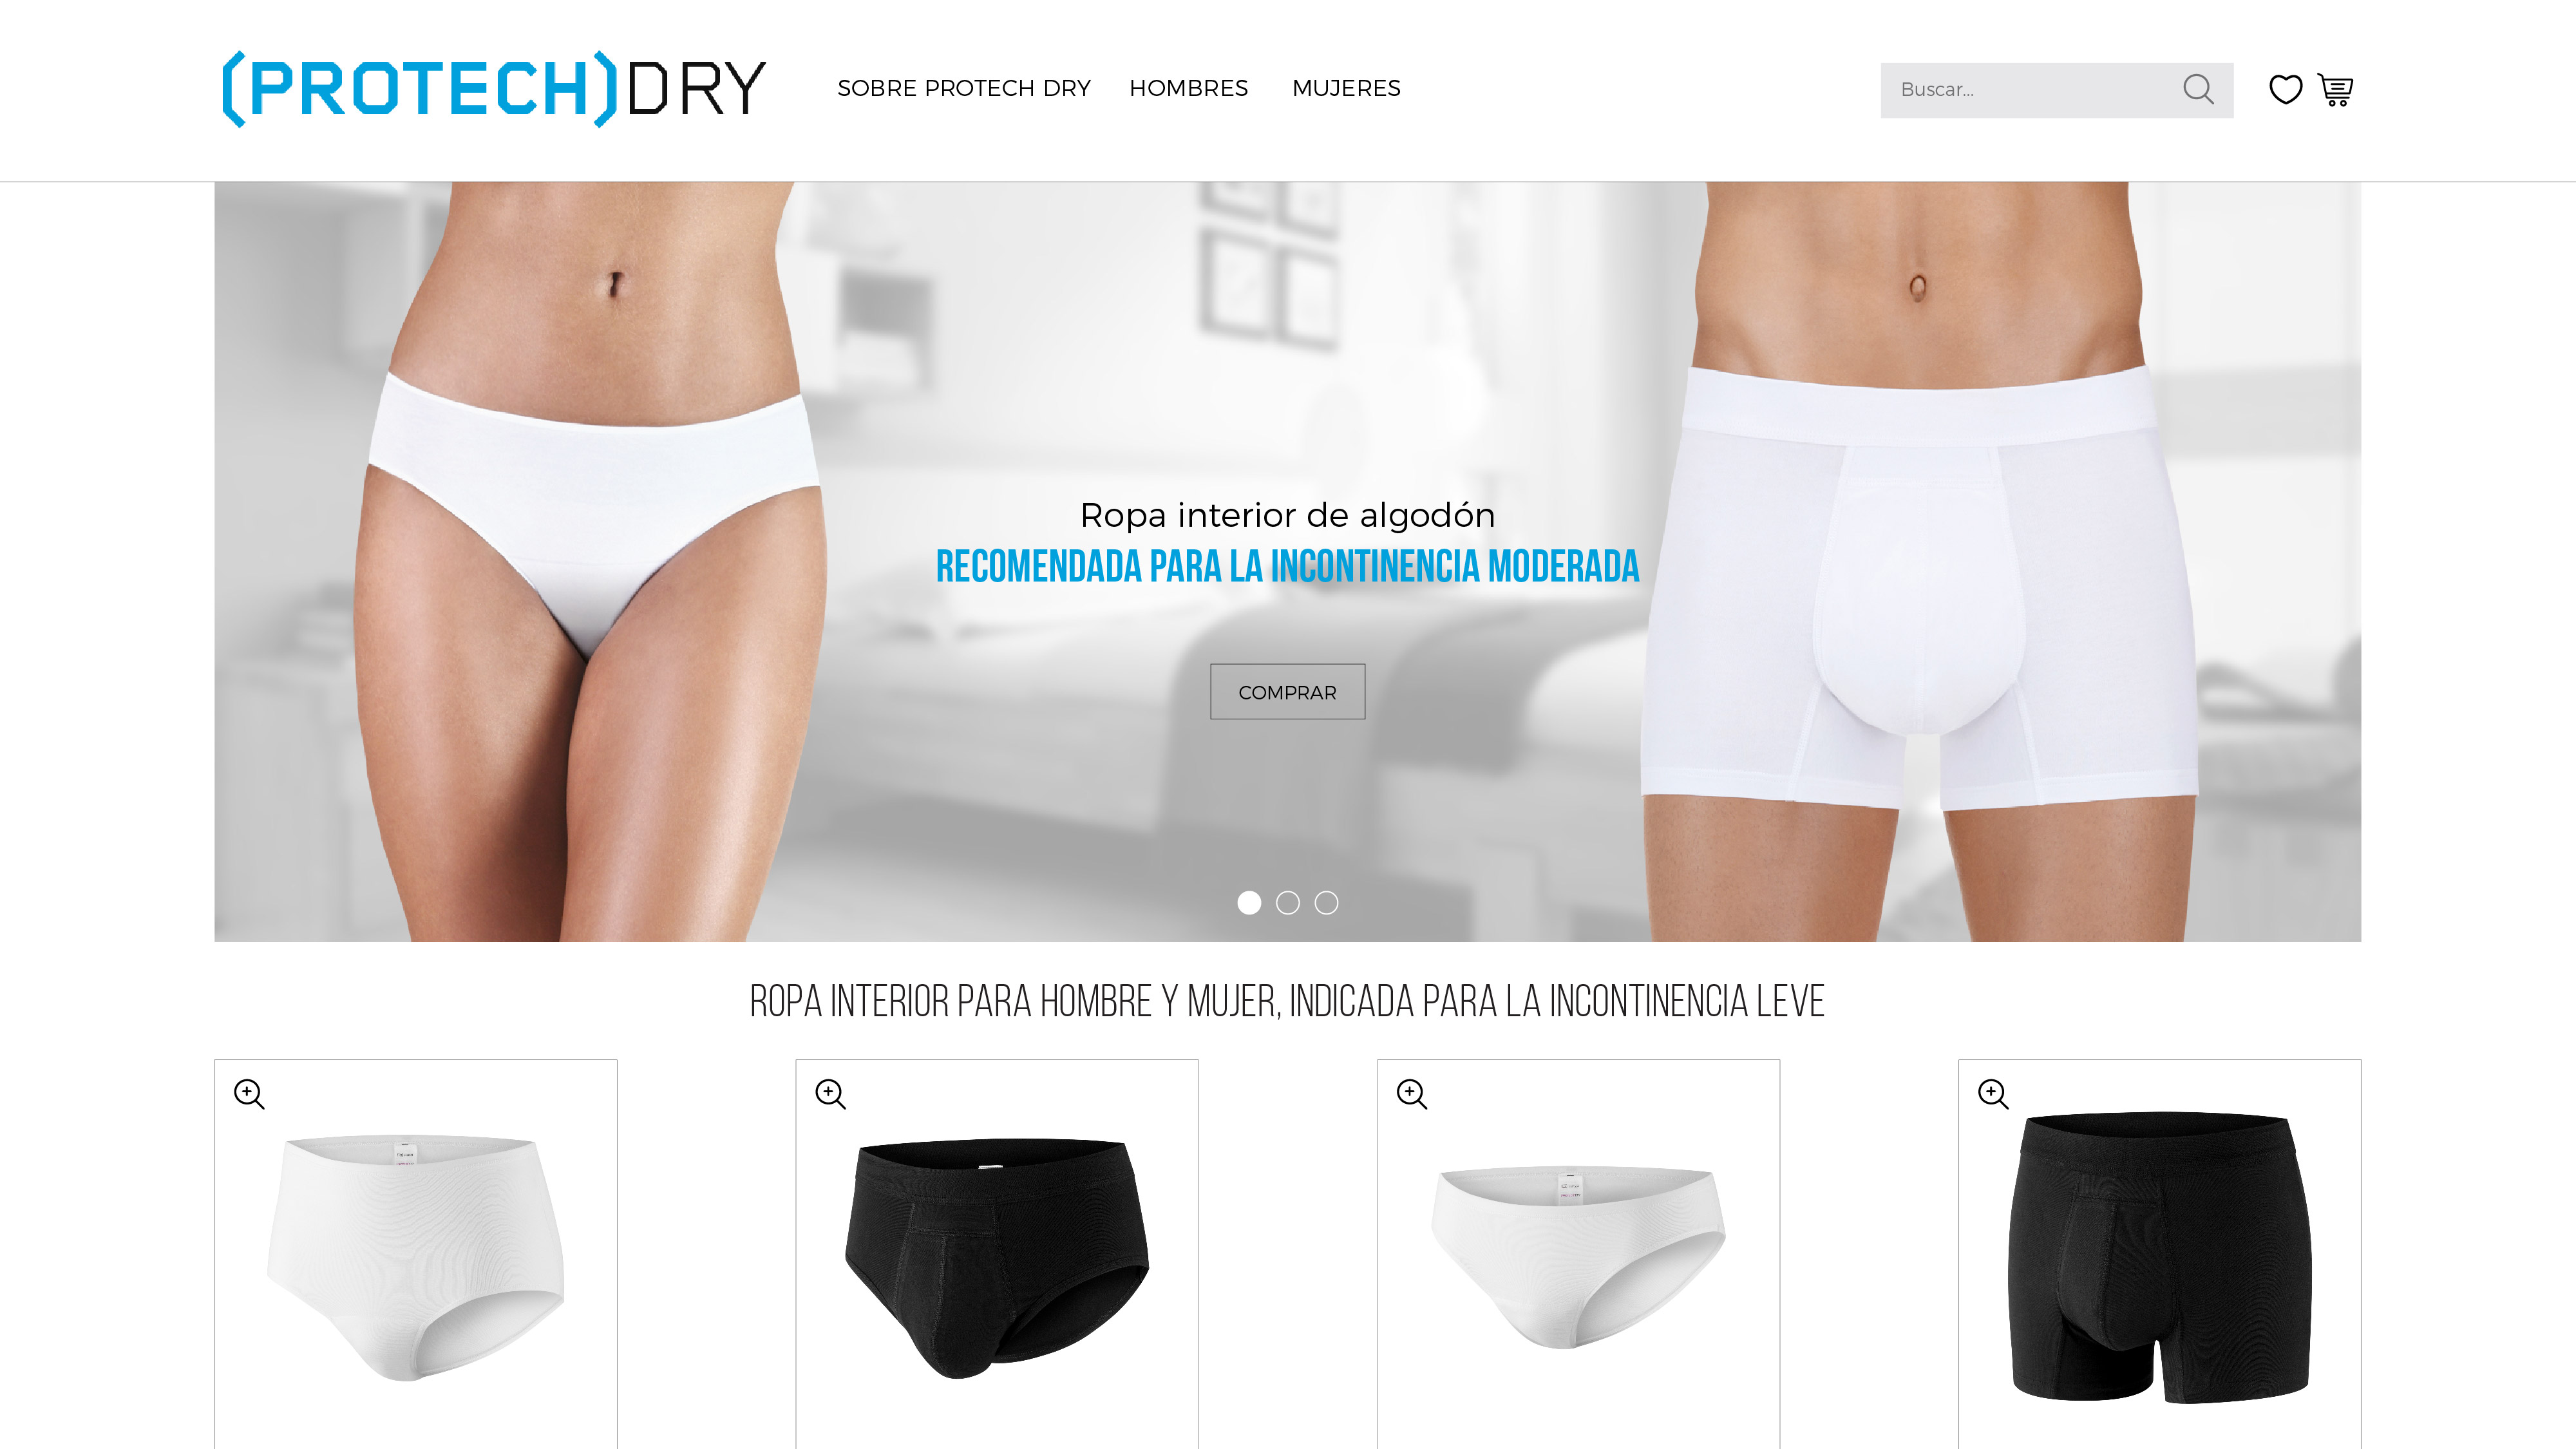 (PROTECH)DRY
SOBRE PROTECH DRY
HOMBRES
MUJERES
Buscar...
Ropa interior de algodón
RECOMENDADA PARA LA INCONTINENCIA MODERADA
COMPRAR
ROPA INTERIOR PARA HOMBRE Y MUJER, INDICADA PARA LA INCONTINENCIA LEVE